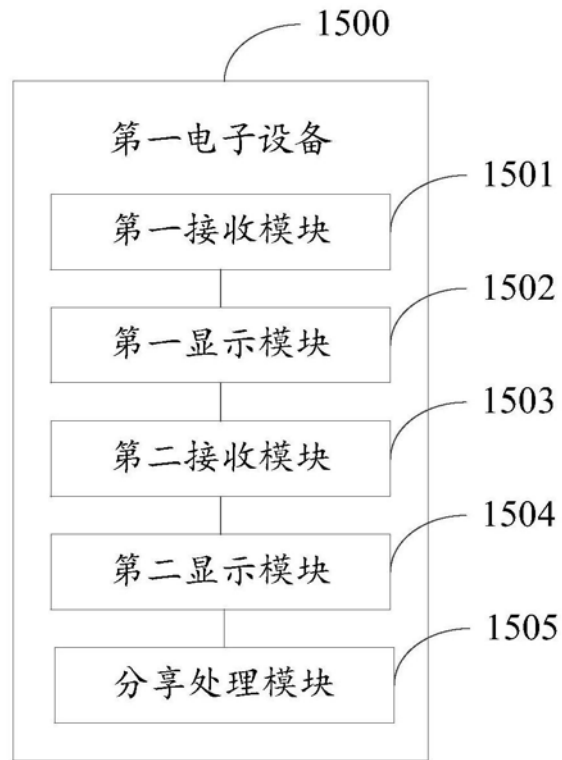 1500
第一电子设备
1501
第一接收模块
1502
第一显示模块
1503
第二接收模块
1504
第二显示模块
1505
分享处理模块